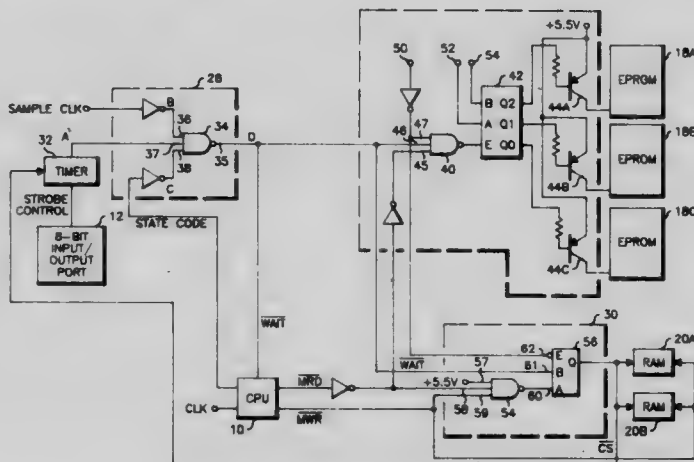 +5.5V
50
52
54
42
18A
EPROM
B Q2
A Q1
E Q0
44A
28
SAMPLE CLK
B
36
34
A'
37
38
D
35
C
32
TIMER
STROBE
CONTROL
12
8-BIT
INPUT/
OUTPUT
PORT
STATE CODE
46
47
45
40
18B
EPROM
44B
18C
EPROM
44C
WAIT
30
56
62
E
Q
B
61
A
60
WAIT
57
+5.5V
58
59
54
20A
RAM
RAM
20B
CS
CLK
CPU
10
MRD
MWR